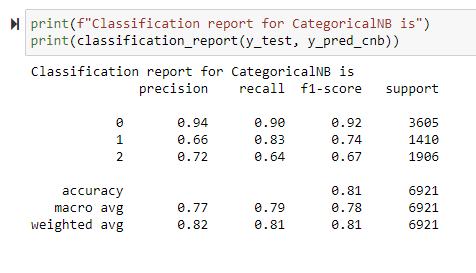 print(f"Classification report for CategoricalNB is")
print(classification_report(y_test, y_pred_cnb))
Classification report for CategoricalNB is
precision recall f1-score support
0 0.94 0.90 0.92 3605
1 0.66 0.83 0.74 1410
2 0.72 0.64 0.67 1906
accuracy 0.81 6921
macro avg 0.77 0.79 0.78 6921
weighted avg 0.82 0.81 0.81 6921